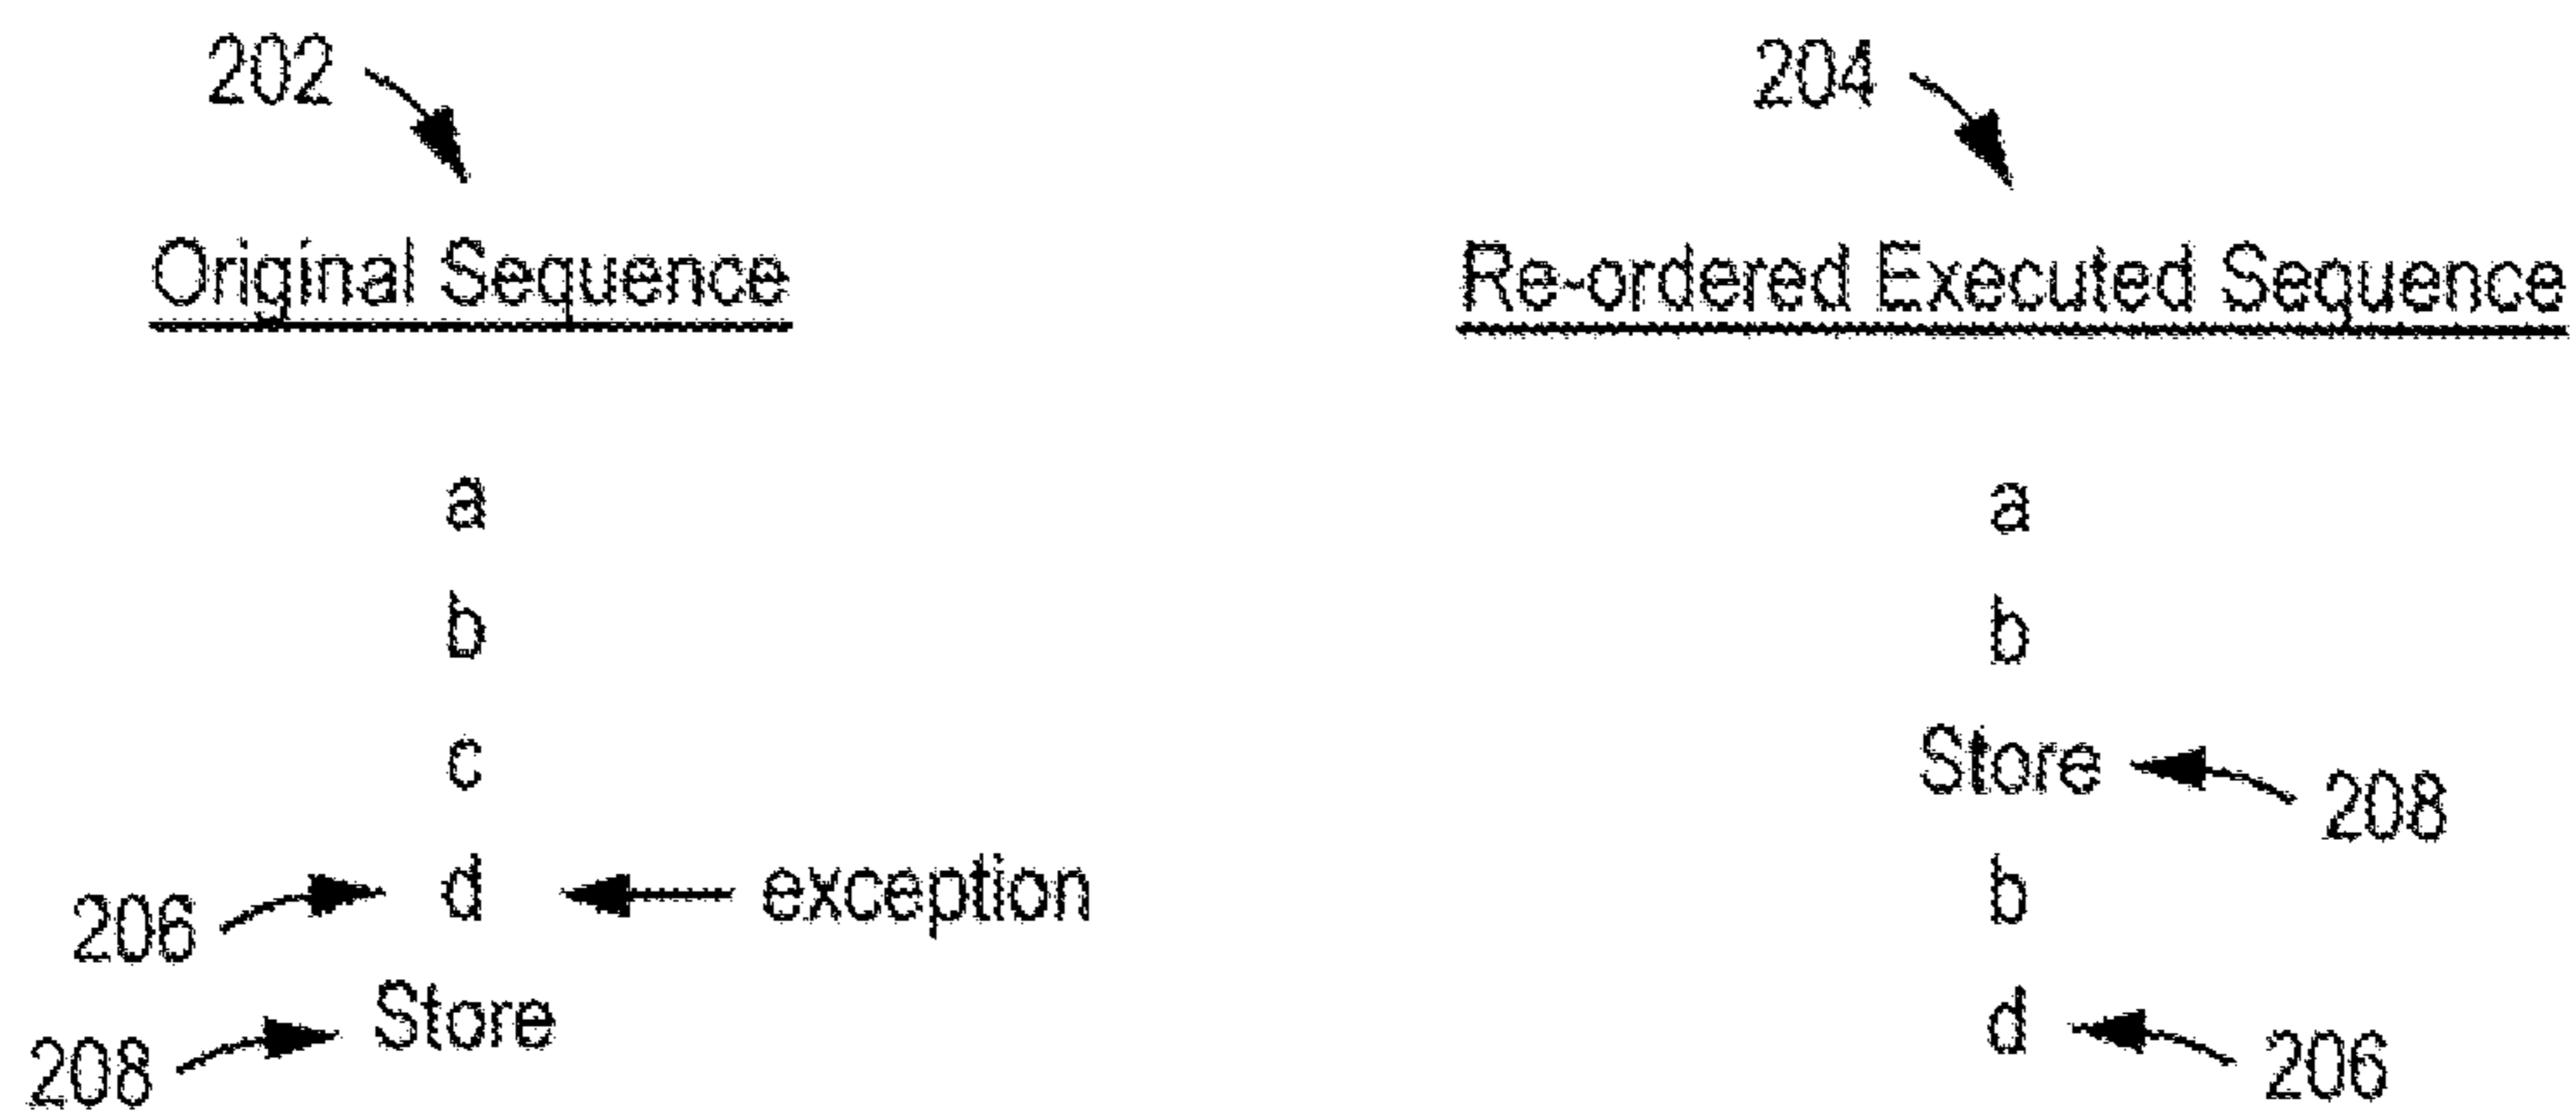 202
204
Original Sequence
Re-ordered Executed Sequence
a
a
b
b
c
Store
208
206
d
exception
b
208
Store
d
206